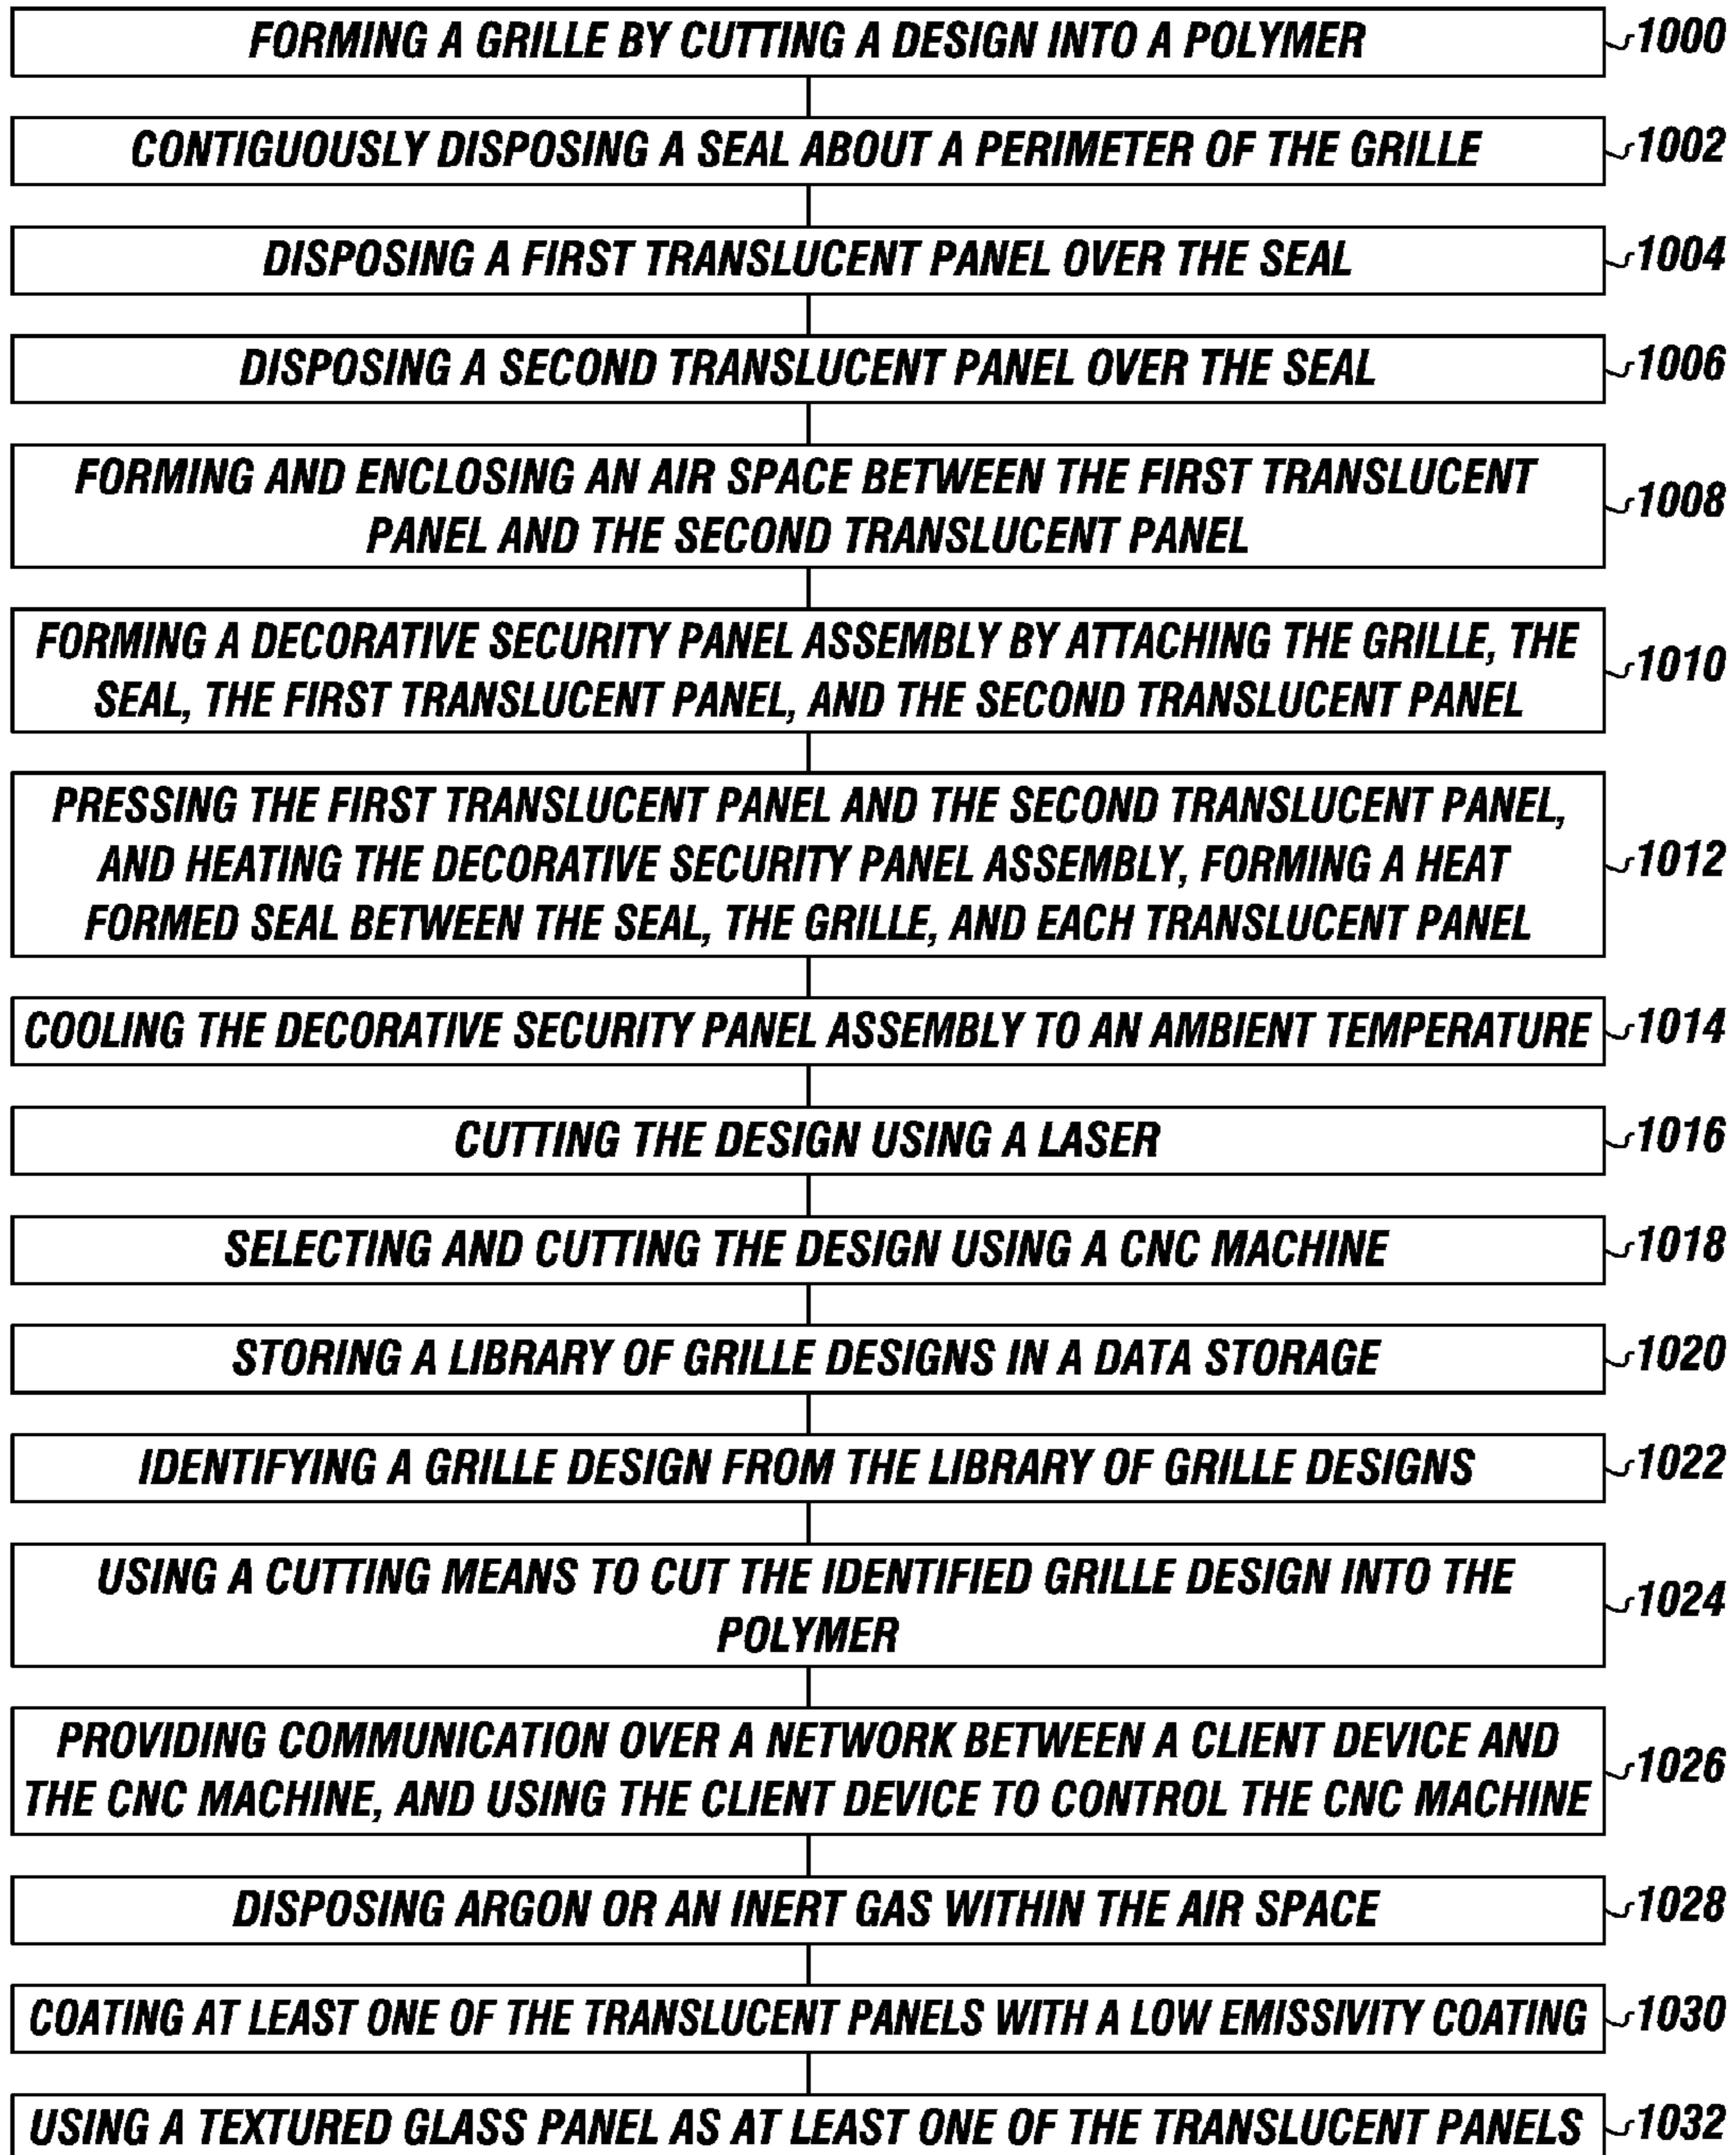 FORMING A GRILLE BY CUTTING A DESIGN INTO A POLYMER
1000
CONTIGUOUSLY DISPOSING A SEAL ABOUT A PERIMETER OF THE GRILLE
1002
DISPOSING A FIRST TRANSLUCENT PANEL OVER THE SEAL
1004
DISPOSING A SECOND TRANSLUCENT PANEL OVER THE SEAL
1006
FORMING AND ENCLOSING AN AIR SPACE BETWEEN THE FIRST TRANSLUCENT
PANEL AND THE SECOND TRANSLUCENT PANEL
1008
FORMING A DECORATIVE SECURITY PANEL ASSEMBLY BY ATTACHING THE GRILLE, THE
SEAL, THE FIRST TRANSLUCENT PANEL, AND THE SECOND TRANSLUCENT PANEL
1010
PRESSING THE FIRST TRANSLUCENT PANEL AND THE SECOND TRANSLUCENT PANEL,
AND HEATING THE DECORATIVE SECURITY PANEL ASSEMBLY, FORMING A HEAT
FORMED SEAL BETWEEN THE SEAL, THE GRILLE, AND EACH TRANSLUCENT PANEL
1012
COOLING THE DECORATIVE SECURITY PANEL ASSEMBLY TO AN AMBIENT TEMPERATURE
1014
CUTTING THE DESIGN USING A LASER
1016
SELECTING AND CUTTING THE DESIGN USING A CNC MACHINE
1018
STORING A LIBRARY OF GRILLE DESIGNS IN A DATA STORAGE
1020
IDENTIFYING A GRILLE DESIGN FROM THE LIBRARY OF GRILLE DESIGNS
1022
USING A CUTTING MEANS TO CUT THE IDENTIFIED GRILLE DESIGN INTO THE
POLYMER
1024
PROVIDING COMMUNICATION OVER A NETWORK BETWEEN A CLIENT DEVICE AND
THE CNC MACHINE, AND USING THE CLIENT DEVICE TO CONTROL THE CNC MACHINE
1026
DISPOSING ARGON OR AN INERT GAS WITHIN THE AIR SPACE
1028
COATING AT LEAST ONE OF THE TRANSLUCENT PANELS WITH A LOW EMISSIVITY COATING
1030
USING A TEXTURED GLASS PANEL AS AT LEAST ONE OF THE TRANSLUCENT PANELS
1032